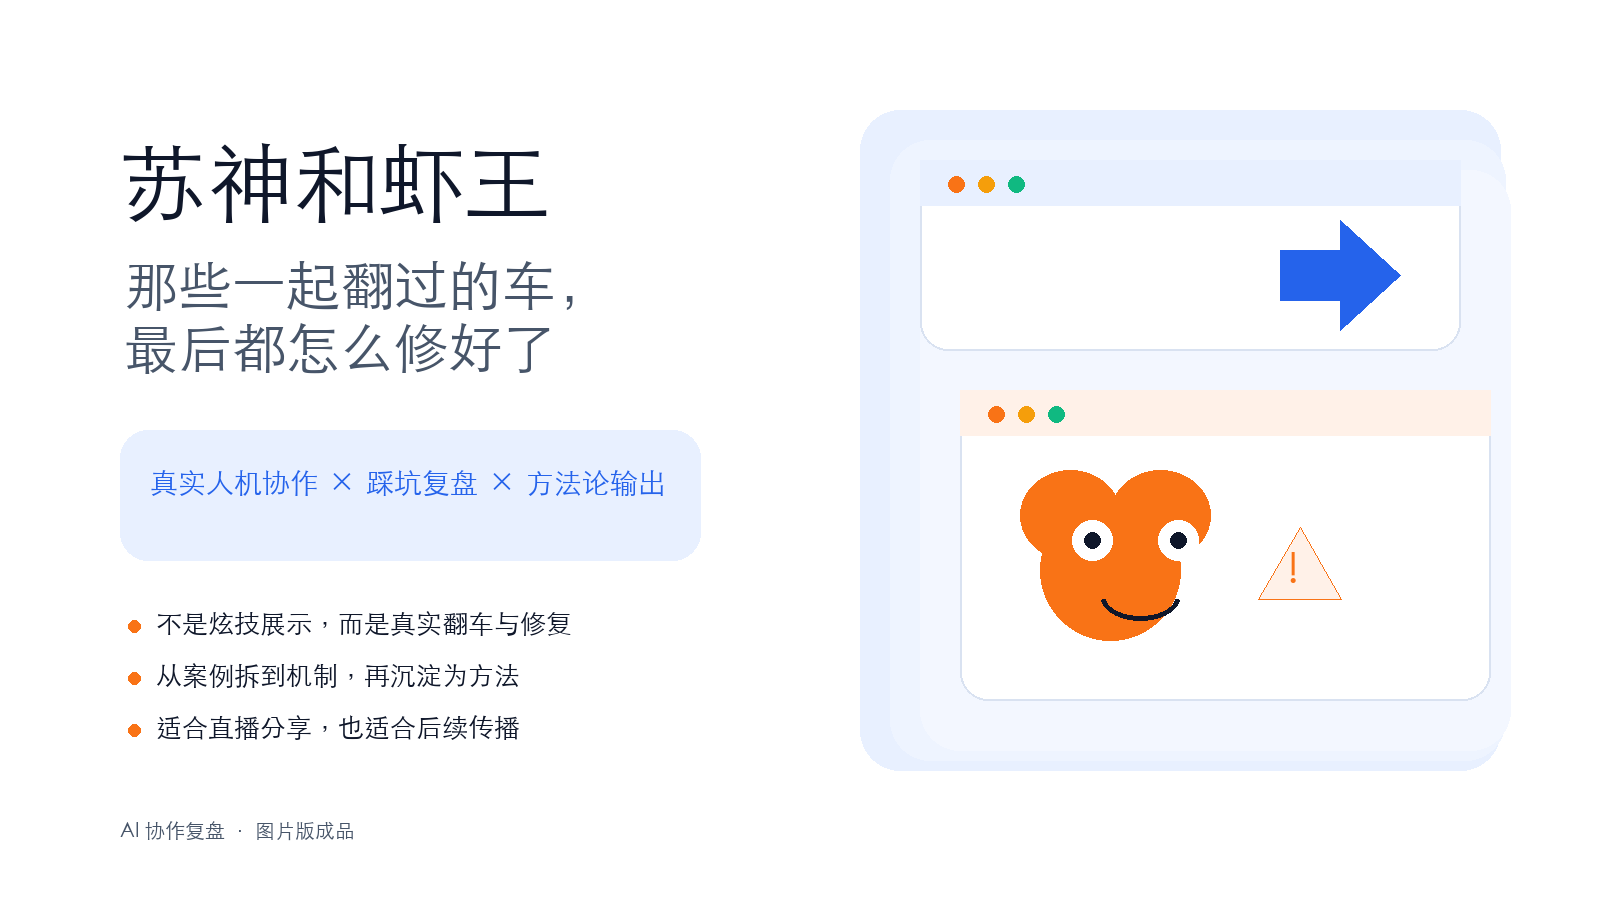 苏神和虾王
那些一起翻过的车，
最后都怎么修好了
真实人机协作 × 踩坑复盘 × 方法论输出
不是炫技展示，而是真实翻车与修复
从案例拆到机制，再沉淀为方法
适合直播分享，也适合后续传播
!
AI 协作复盘 · 图片版成品